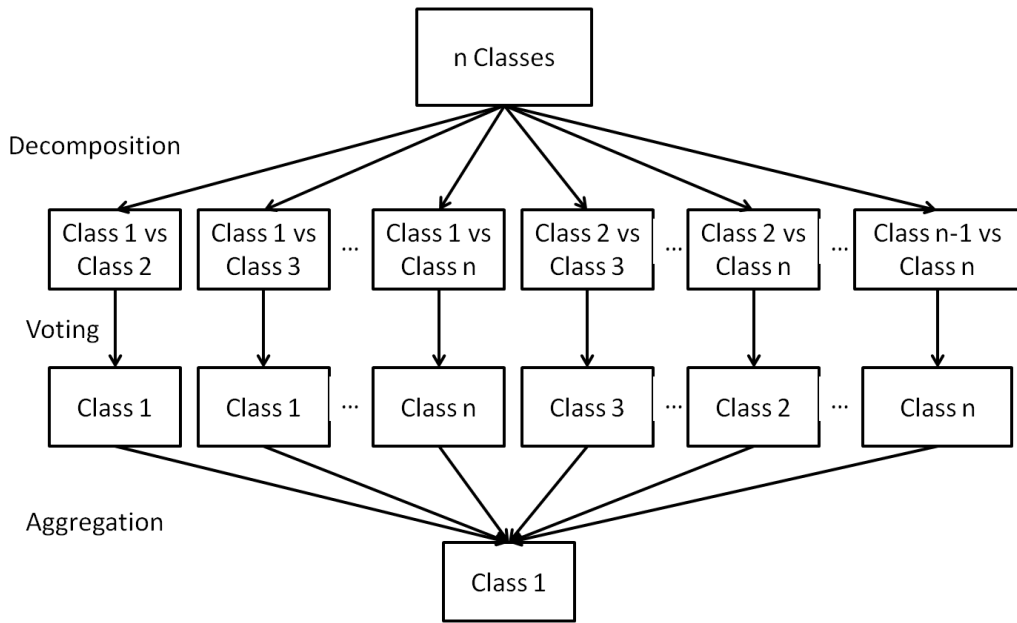 n Classes
Decomposition
Class 1 vs
Class 2
Class 1 vs
Class 3
...
Class 1 vs
Class n
Class 2 vs
Class 3
...
Class 2 vs
Class n
...
Class n-1 vs
Class n
Voting
Class 1
Class 1
...
Class n
Class 3
...
Class 2
...
Class n
Aggregation
Class 1